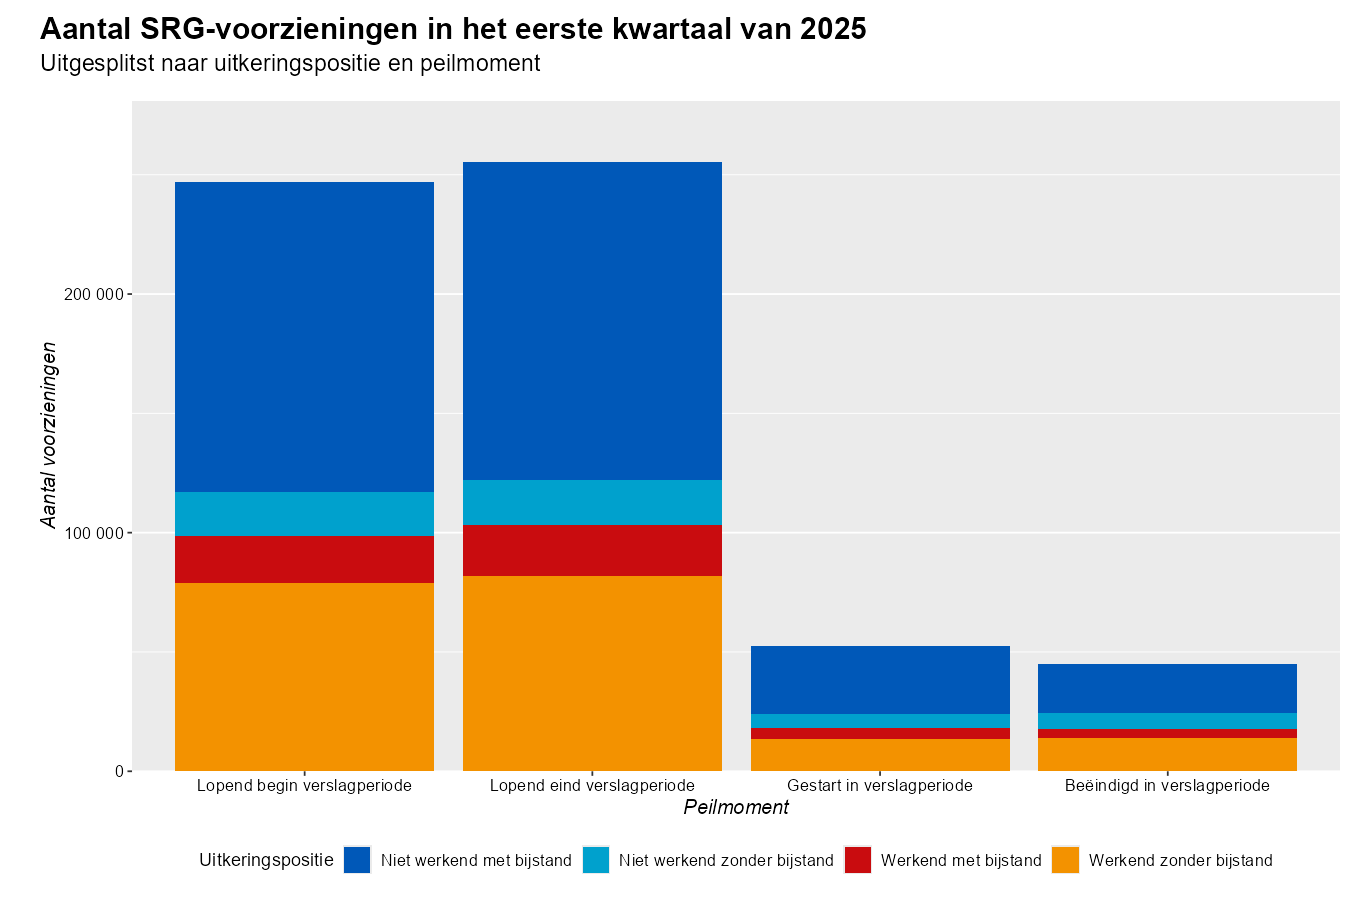 Aantal SRG-voorzieningen in het eerste kwartaal van 2025
Uitgesplitst naar uitkeringspositie en peilmoment
Aantal voorzieningen
200 000
100 000
0
Lopend begin verslagperiode
Lopend eind verslagperiode
Gestart in verslagperiode
Beëindigd in verslagperiode
Peilmoment
Uitkeringspositie
Niet werkend met bijstand
Niet werkend zonder bijstand
Werkend met bijstand
Werkend zonder bijstand